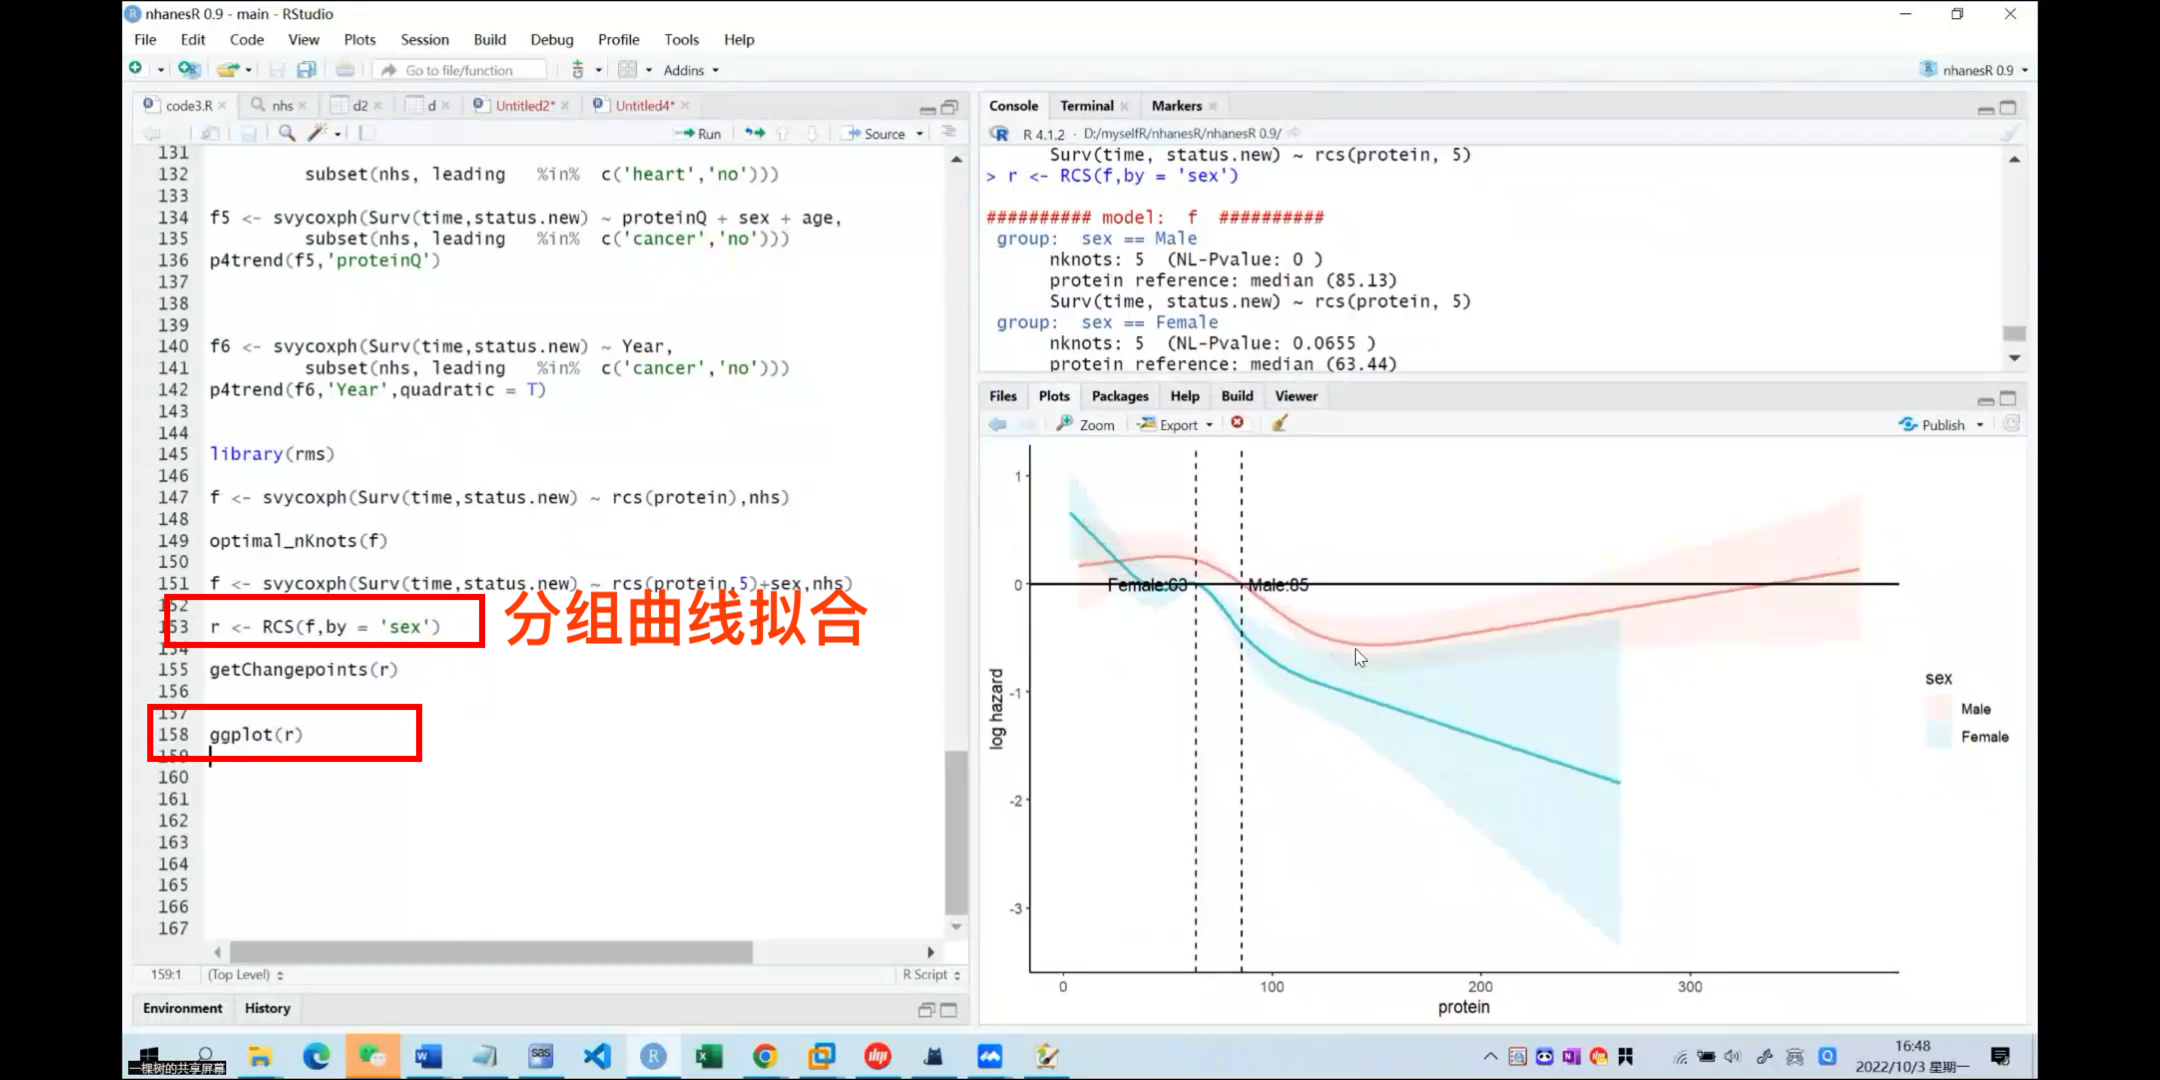 nhanesR 0.9 - main - RStudio
File Edit Code View Plots Session Build Debug Profile Tools Help
Go to file/function Addins nhanesR 0.9
code3.R nhs d2 d Untitled2* Untitled4*
Run Source
131
132 subset(nhs, leading %in% c('heart','no')))
133
134 f5 <- svycoxph(Surv(time,status.new) ~ proteinQ + sex + age,
135 subset(nhs, leading %in% c('cancer','no')))
136 p4trend(f5,'proteinQ')
137
138
139
140 f6 <- svycoxph(Surv(time,status.new) ~ Year,
141 subset(nhs, leading %in% c('cancer','no')))
142 p4trend(f6,'Year',quadratic = T)
143
144
145 library(rms)
146
147 f <- svycoxph(Surv(time,status.new) ~ rcs(protein),nhs)
148
149 optimal_nKnots(f)
150
151 f <- svycoxph(Surv(time,status.new) ~ rcs(protein,5)+sex,nhs)
152
153 r <- RCS(f,by = 'sex')
分组曲线拟合
154
155 getChangepoints(r)
156
157
158 ggplot(r)
159
160
161
162
163
164
165
166
167
159:1 (Top Level) R Script
Environment History
Console Terminal Markers
R 4.1.2 · D:/myselfR/nhanesR/nhanesR 0.9/
Surv(time, status.new) ~ rcs(protein, 5)
> r <- RCS(f,by = 'sex')
########## model: f ##########
group: sex == Male
nknots: 5 (NL-Pvalue: 0 )
protein reference: median (85.13)
Surv(time, status.new) ~ rcs(protein, 5)
group: sex == Female
nknots: 5 (NL-Pvalue: 0.0655 )
protein reference: median (63.44)
Files Plots Packages Help Build Viewer
Zoom Export Publish
1
0
-1
-2
-3
log hazard
Female:63 Male:85
sex
Male
Female
0 100 200 300
protein
一棵树的共享屏幕
16:48
2022/10/3 星期一